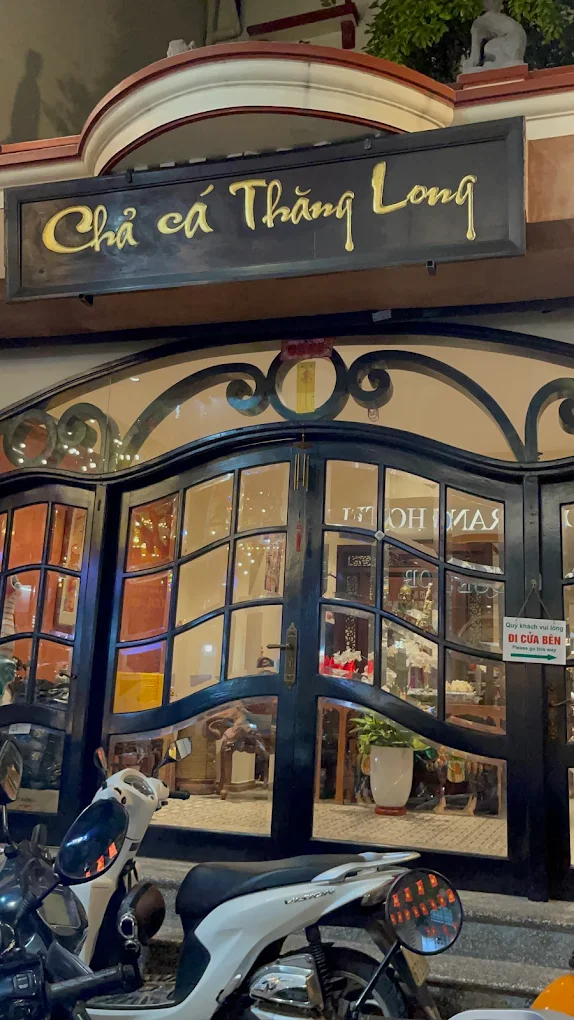 Chả cá Thăng Long
Quý khách vui lòng
ĐI CỬA BÊN
Please go this way